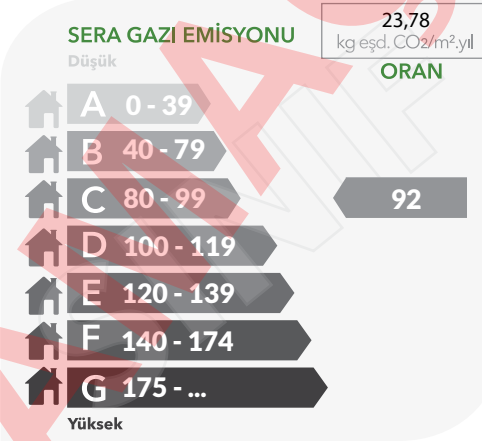 SERA GAZI EMİSYONU
23,78
kg eşd. CO2/m².yıl
Düşük
ORAN
A 0 - 39
B 40 - 79
C 80 - 99
92
D 100 - 119
E 120 - 139
F 140 - 174
G 175 - ...
Yüksek